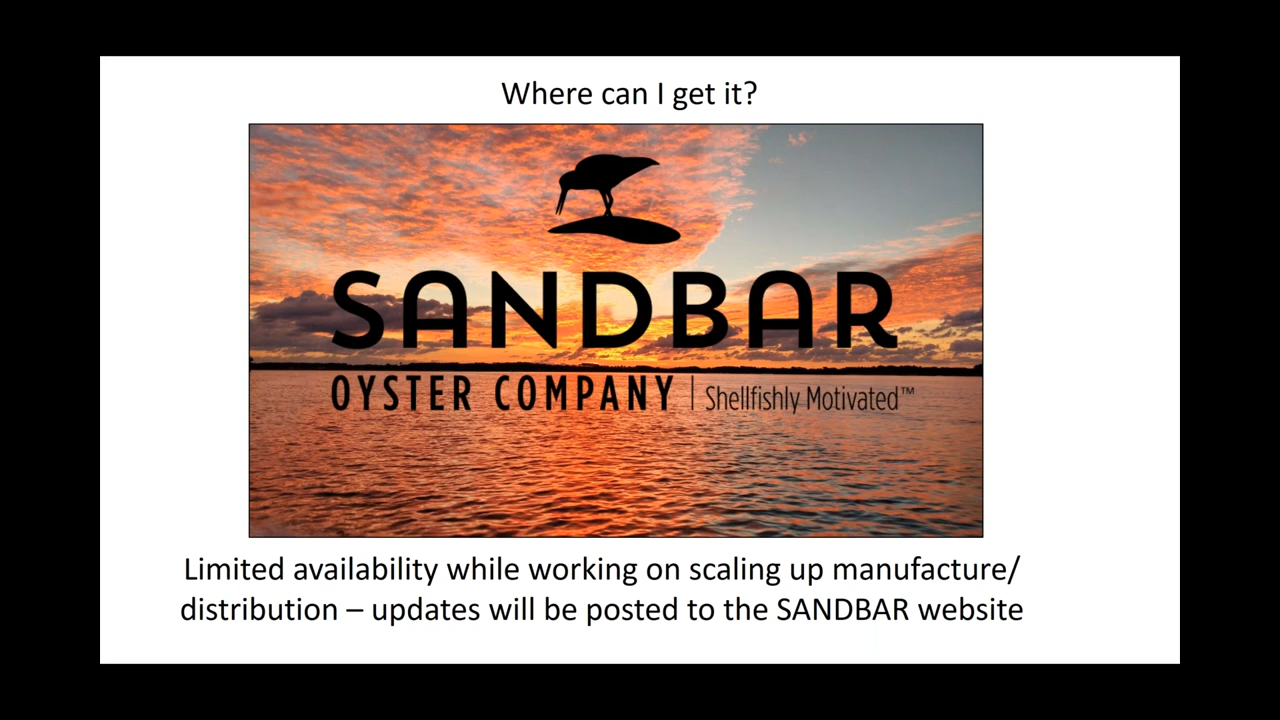 Where can I get it?
SANDBAR
OYSTER COMPANY | Shellfishly Motivated™
Limited availability while working on scaling up manufacture/
distribution – updates will be posted to the SANDBAR website